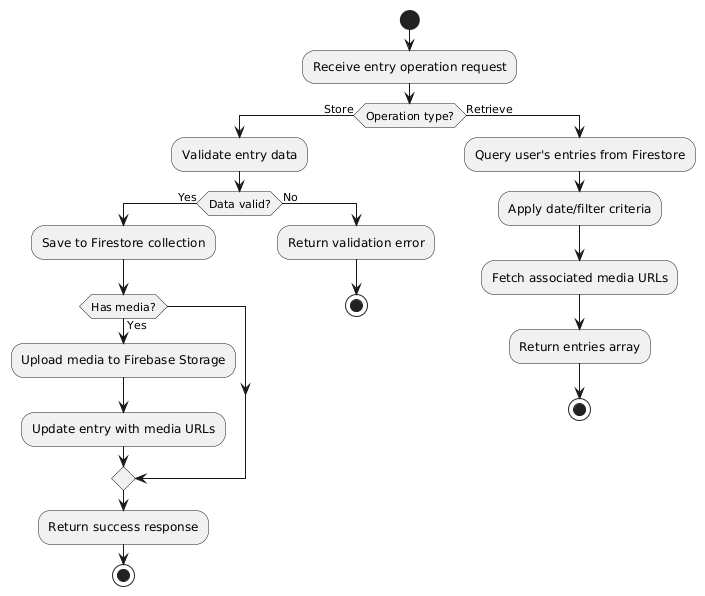 Receive entry operation request
Store
Operation type?
Retrieve
Validate entry data
Query user's entries from Firestore
Yes
Data valid?
No
Apply date/filter criteria
Save to Firestore collection
Return validation error
Fetch associated media URLs
Has media?
Yes
Return entries array
Upload media to Firebase Storage
Update entry with media URLs
Return success response